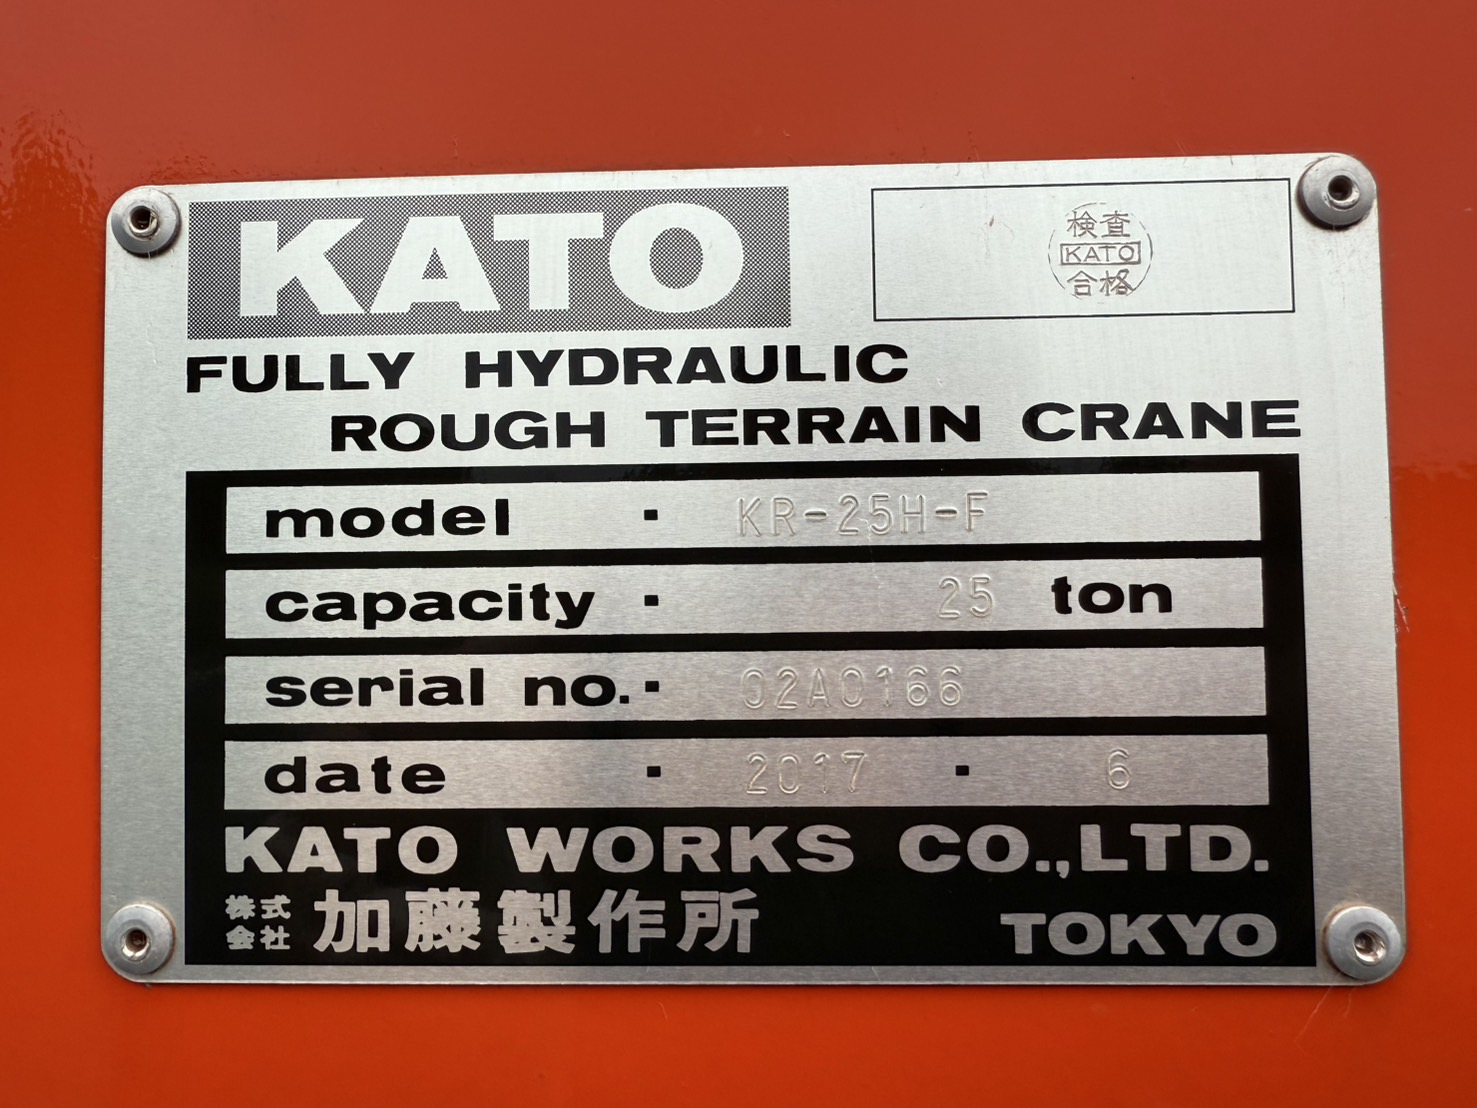 KATO
検査
KATO
合格
FULLY HYDRAULIC
ROUGH TERRAIN CRANE
model · KR-25H-F
capacity · 25 ton
serial no. · 02A0166
date · 2017 · 6
KATO WORKS CO.,LTD.
株式会社 加藤製作所 TOKYO